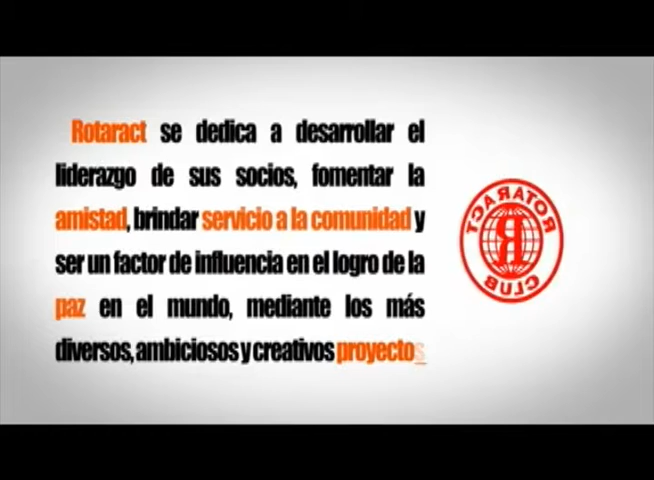 Rotaract se dedica a desarrollar el
liderazgo de sus socios, fomentar la
amistad, brindar servicio a la comunidad y
ser un factor de influencia en el logro de la
paz en el mundo, mediante los más
diversos, ambiciosos y creativos proyectos
ROTARACT
R
CLUB